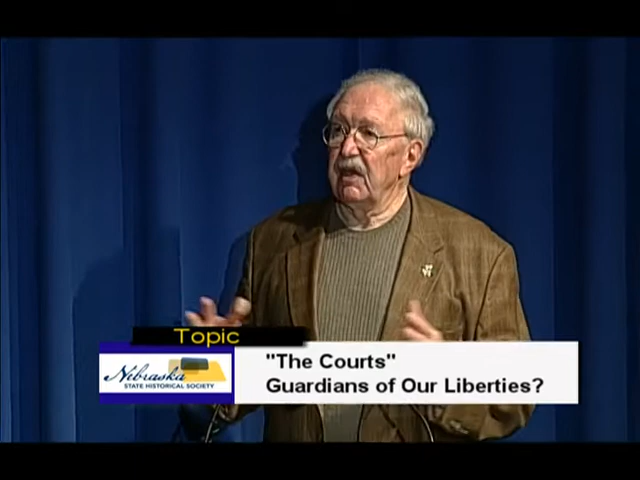 Topic
Nebraska
STATE HISTORICAL SOCIETY
"The Courts"
Guardians of Our Liberties?